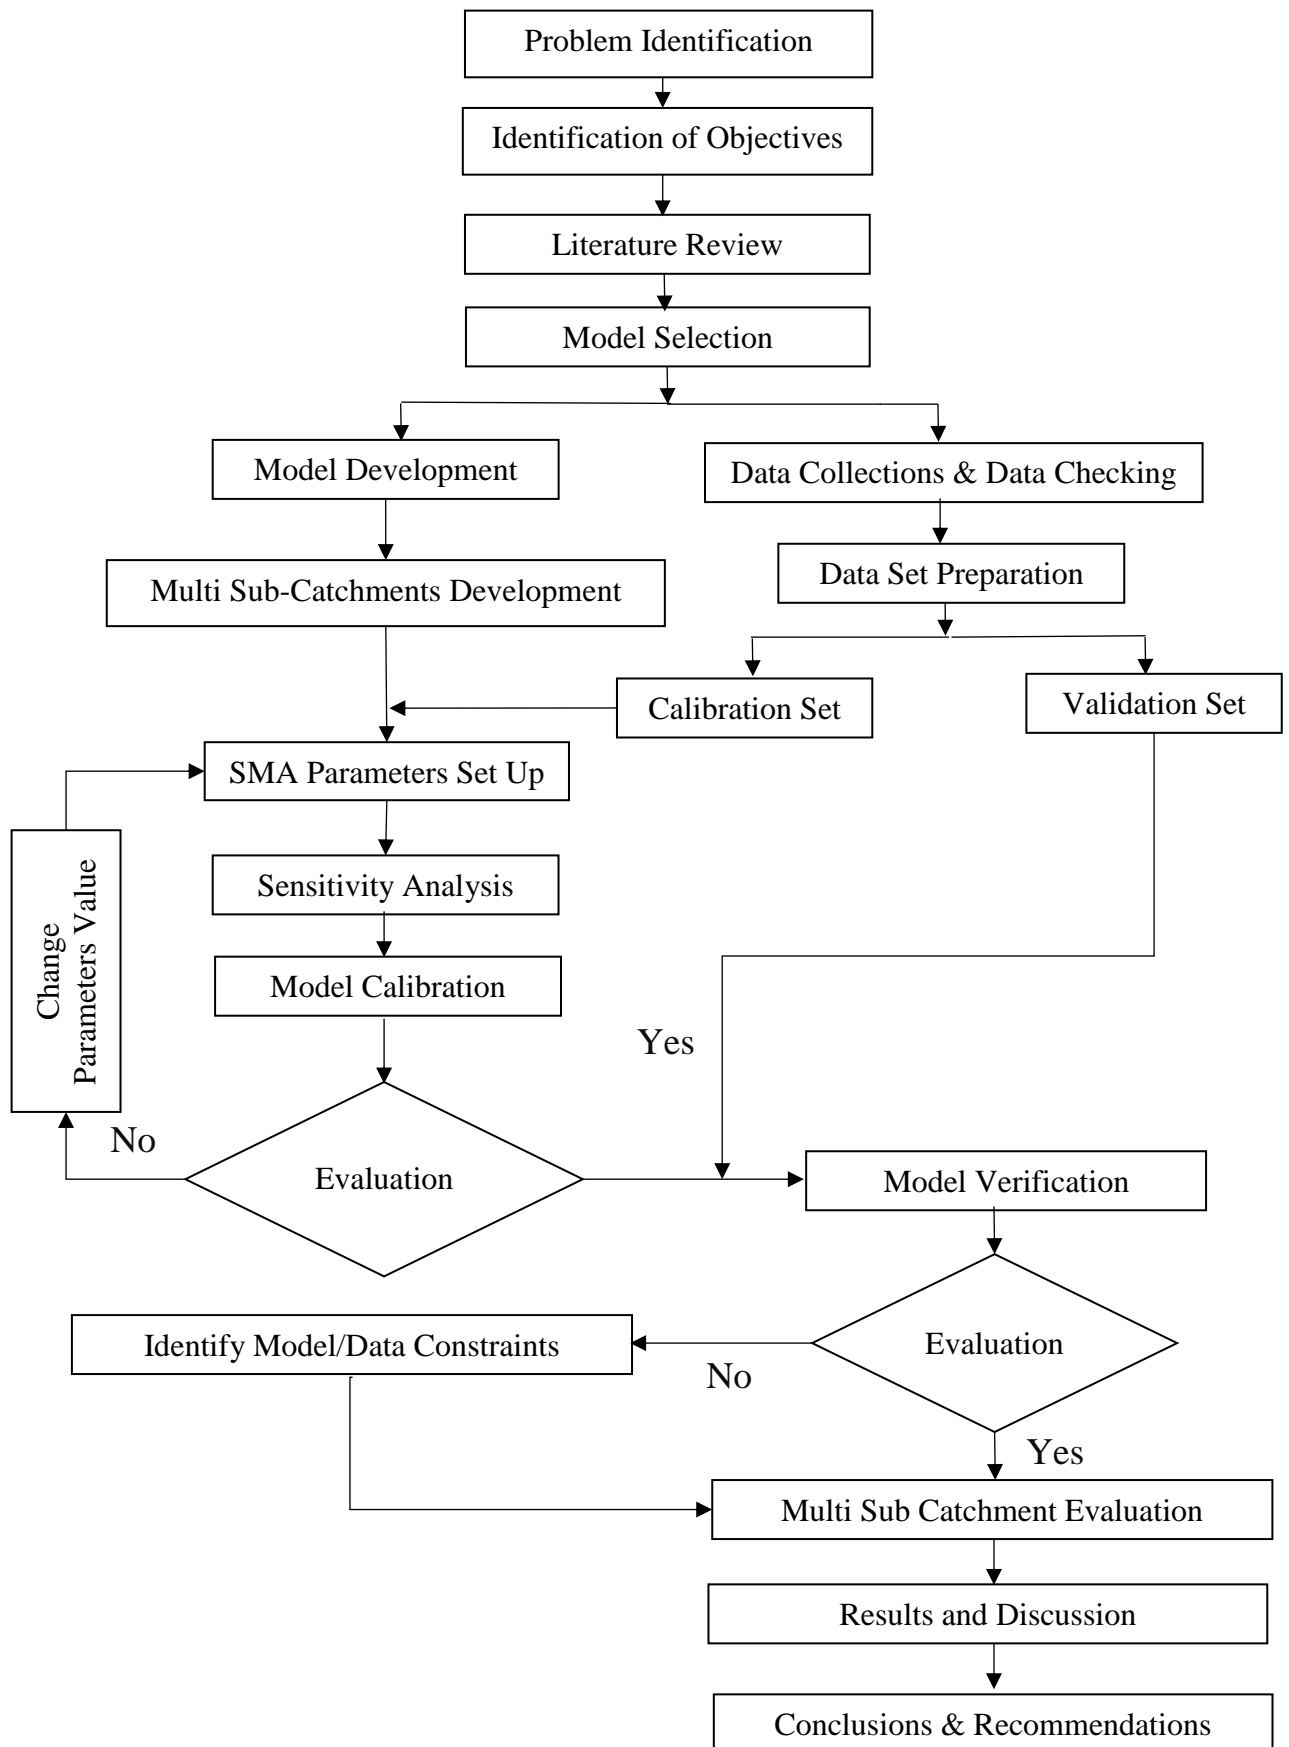 Problem Identification
Identification of Objectives
Literature Review
Model Selection
Model Development
Data Collections & Data Checking
Multi Sub-Catchments Development
Data Set Preparation
Calibration Set
Validation Set
SMA Parameters Set Up
Change
Parameters Value
Sensitivity Analysis
Model Calibration
Yes
No
Evaluation
Model Verification
Identify Model/Data Constraints
No
Evaluation
Yes
Multi Sub Catchment Evaluation
Results and Discussion
Conclusions & Recommendations